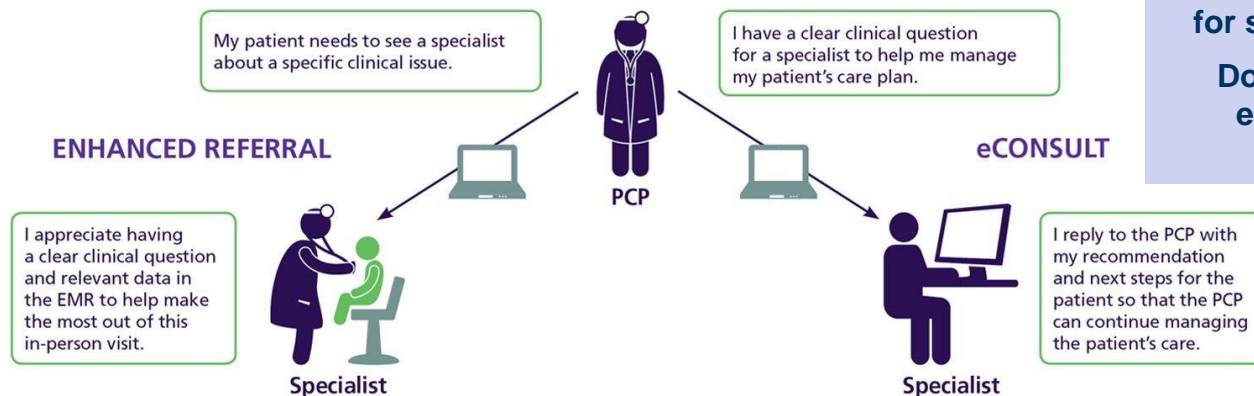 for s
Do
e
My patient needs to see a specialist
about a specific clinical issue.
I have a clear clinical question
for a specialist to help me manage
my patient's care plan.
ENHANCED REFERRAL
eCONSULT
PCP
I appreciate having
a clear clinical question
and relevant data in
the EMR to help make
the most out of this
in-person visit.
I reply to the PCP with
my recommendation
and next steps for the
patient so that the PCP
can continue managing
the patient's care.
Specialist
Specialist